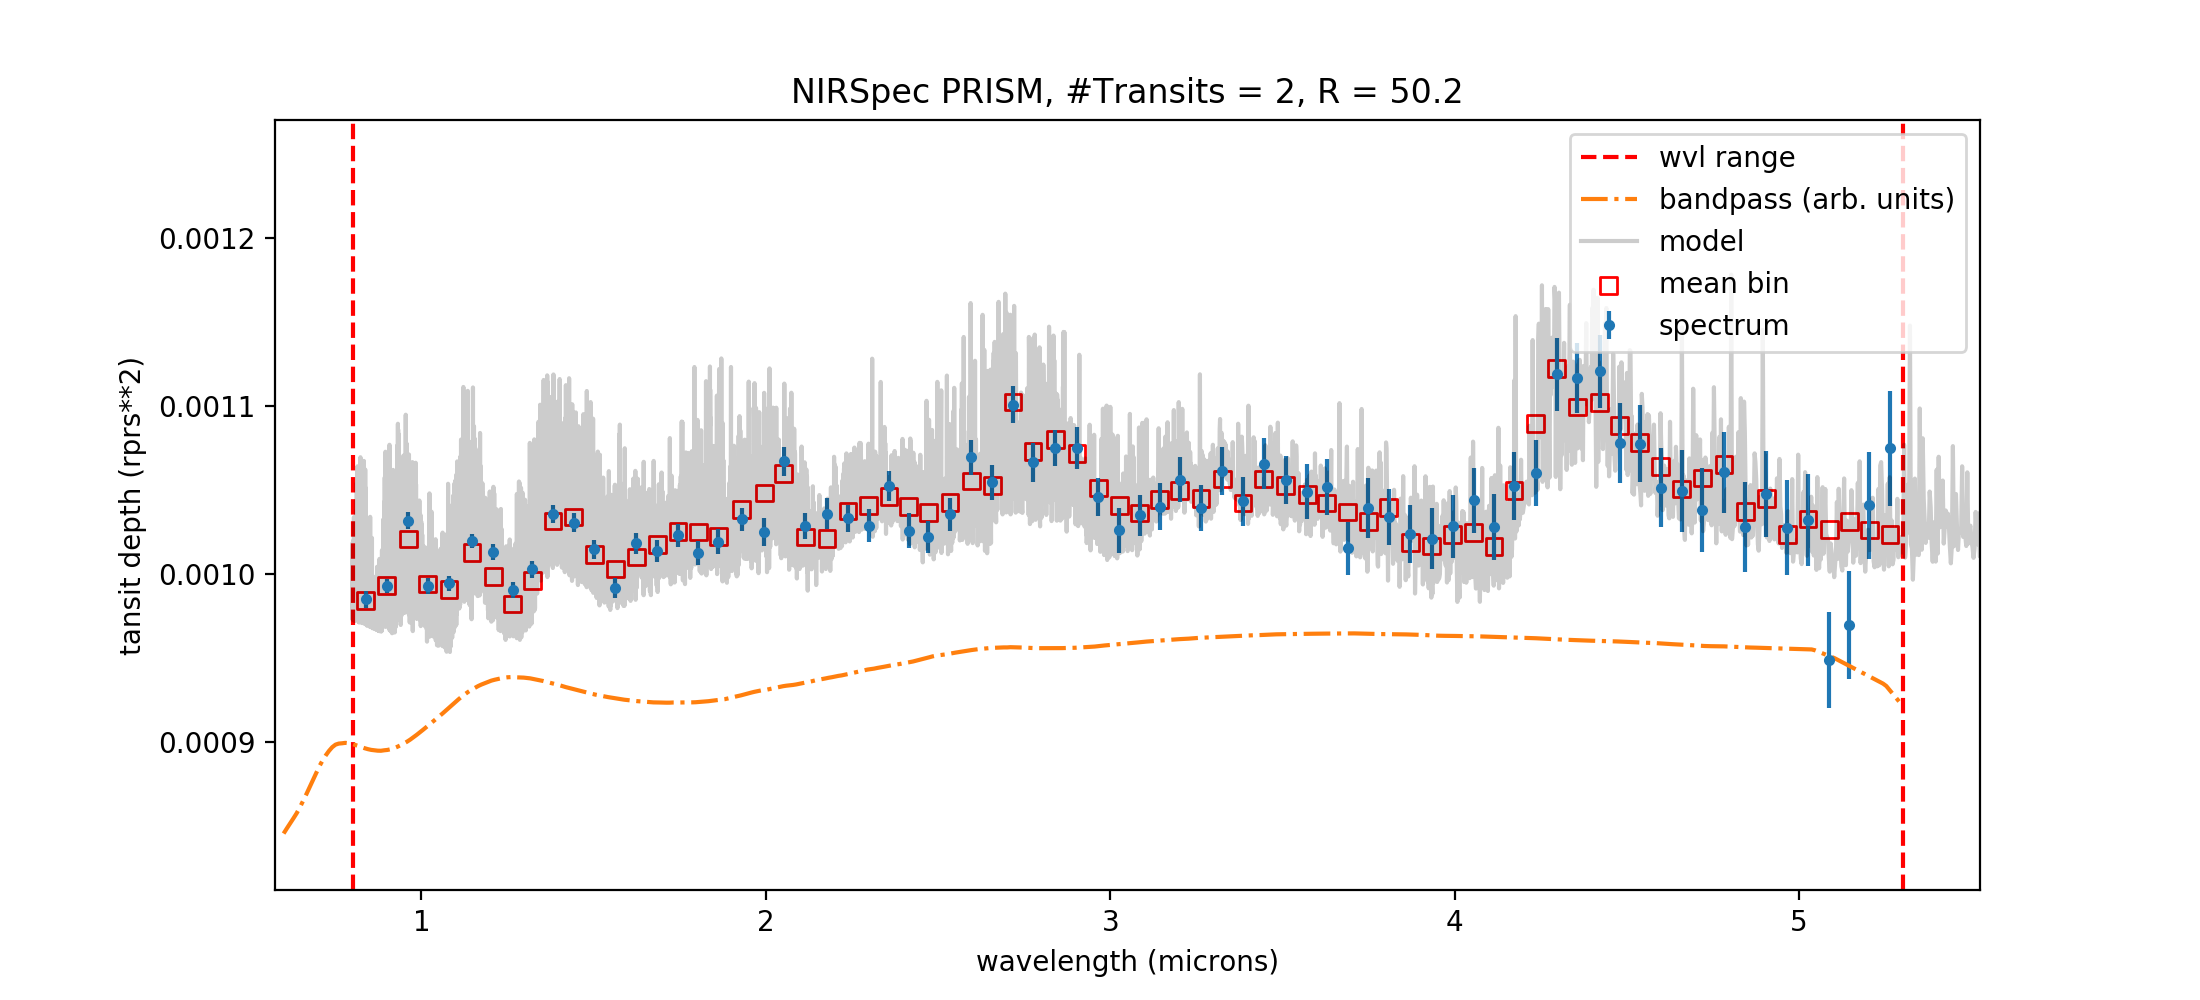 NIRSpec PRISM, #Transits = 2, R = 50.2
wvl range
bandpass (arb. units)
model
mean bin
spectrum
0.0012
0.0011
0.0010
0.0009
tansit depth (rprs**2)
1 2 3 4 5
wavelength (microns)